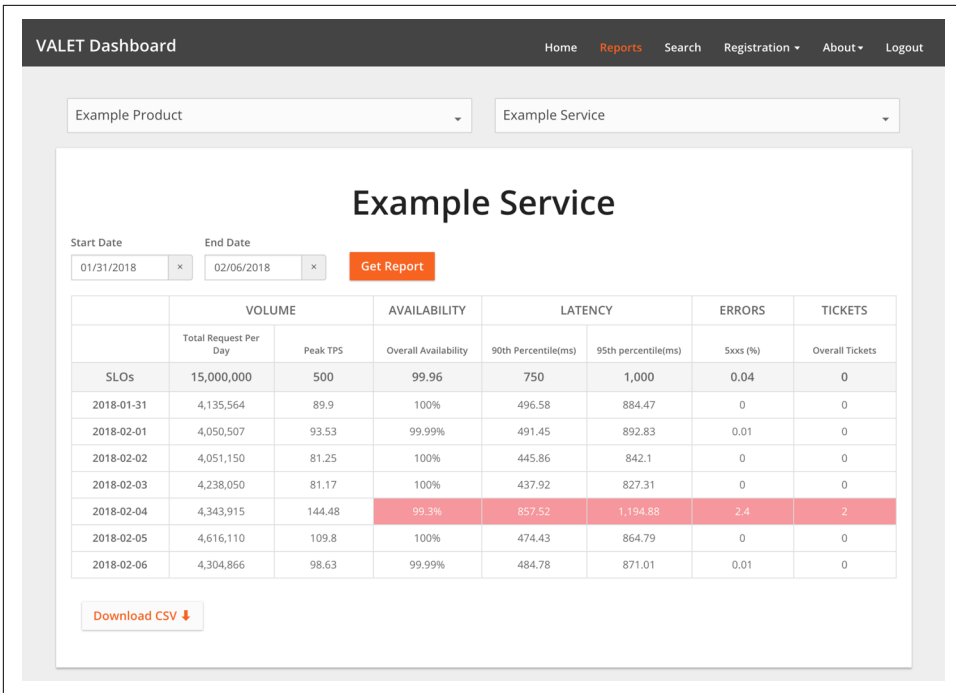 VALET Dashboard Home Reports Search Registration About Logout
Example Product Example Service
Example Service
Start Date End Date
01/31/2018 × 02/06/2018 × Get Report
VOLUME AVAILABILITY LATENCY ERRORS TICKETS
Total Request Per Day Peak TPS Overall Availability 90th Percentile(ms) 95th percentile(ms) 5xxs (%) Overall Tickets
SLOs 15,000,000 500 99.96 750 1,000 0.04 0
2018-01-31 4,135,564 89.9 100% 496.58 884.47 0 0
2018-02-01 4,050,507 93.53 99.99% 491.45 892.83 0.01 0
2018-02-02 4,051,150 81.25 100% 445.86 842.1 0 0
2018-02-03 4,238,050 81.17 100% 437.92 827.31 0 0
2018-02-04 4,343,915 144.48 99.3% 857.52 1,194.88 2.4 2
2018-02-05 4,616,110 109.8 100% 474.43 864.79 0 0
2018-02-06 4,304,866 98.63 99.99% 484.78 871.01 0.01 0
Download CSV